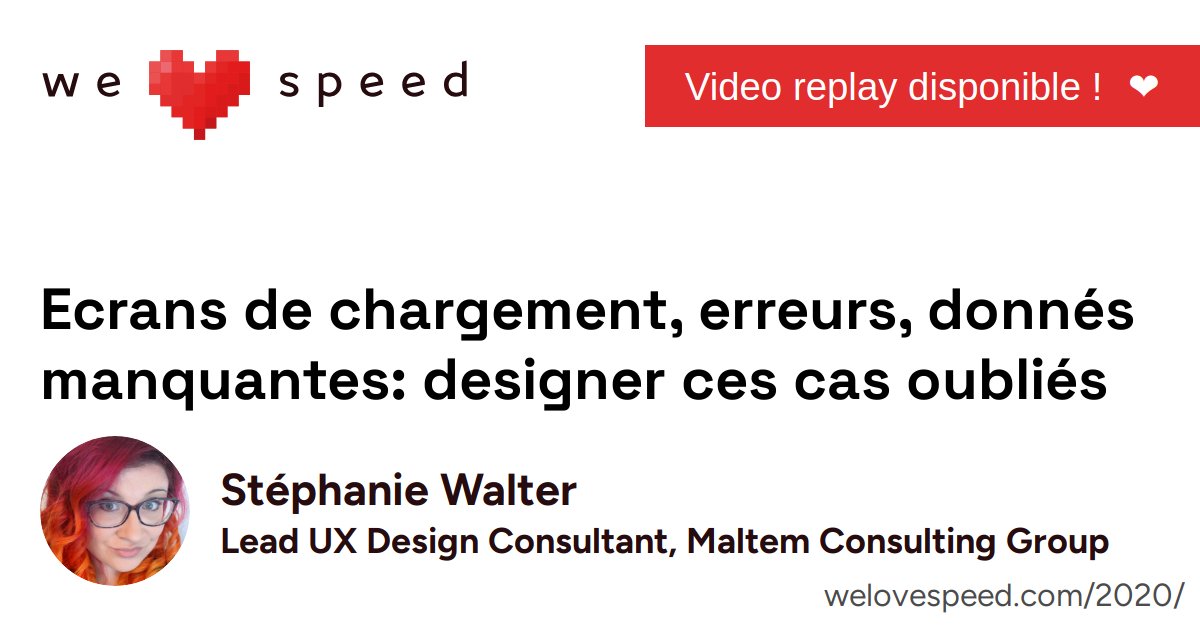 we speed
Video replay disponible ! ❤
Ecrans de chargement, erreurs, donnés
manquantes: designer ces cas oubliés
Stéphanie Walter
Lead UX Design Consultant, Maltem Consulting Group
welovespeed.com/2020/